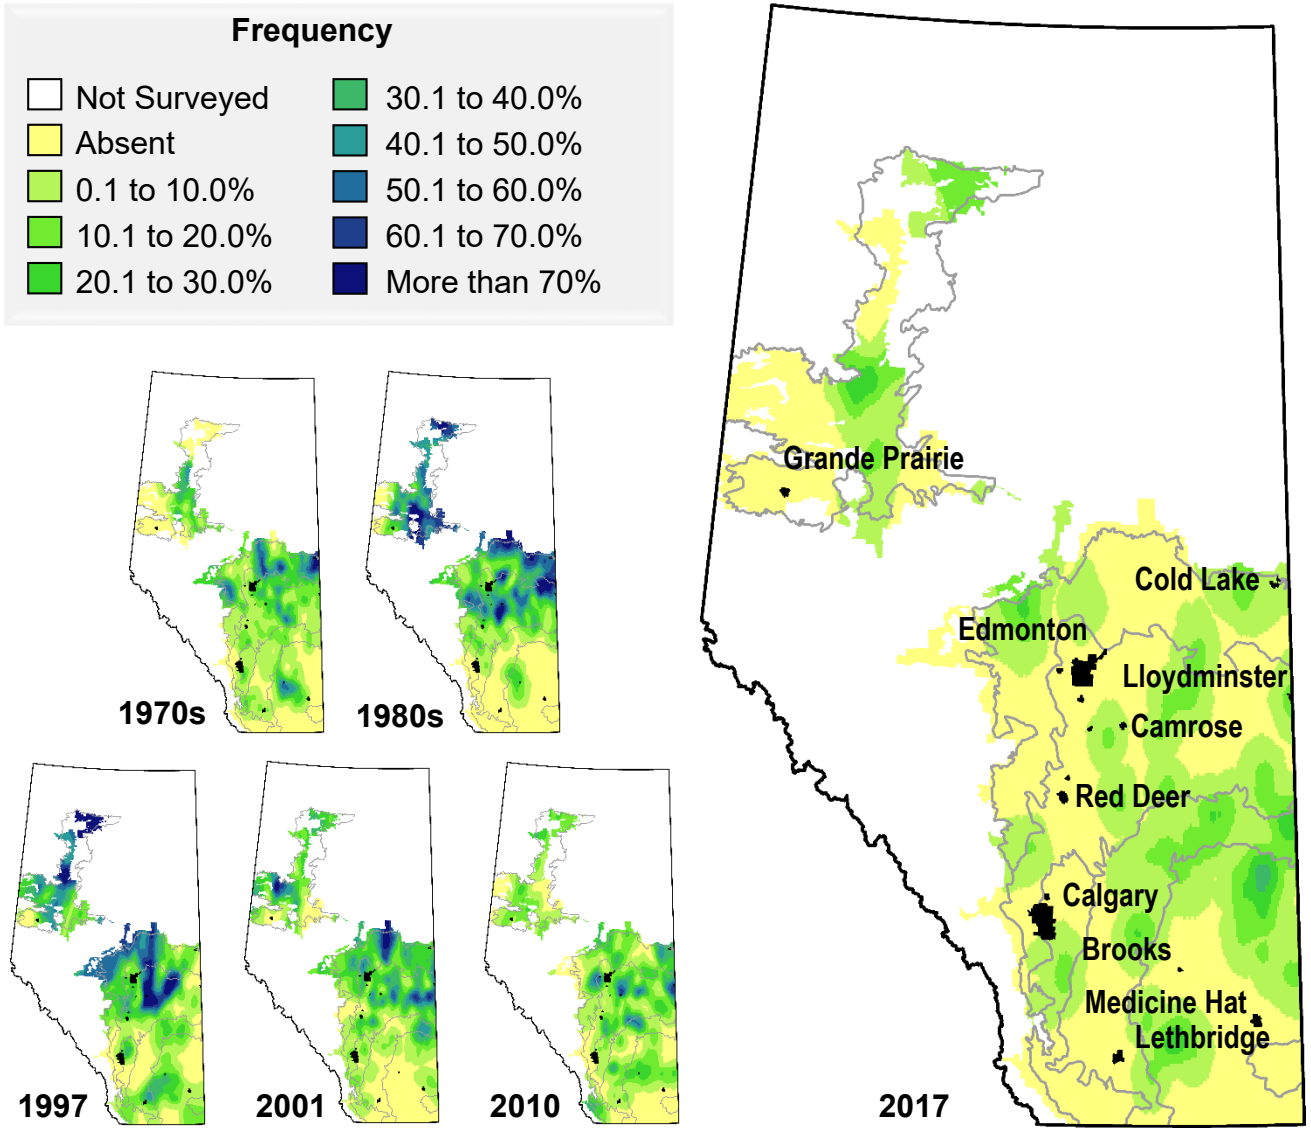 Frequency
Not Surveyed
Absent
0.1 to 10.0%
10.1 to 20.0%
20.1 to 30.0%
30.1 to 40.0%
40.1 to 50.0%
50.1 to 60.0%
60.1 to 70.0%
More than 70%
1970s
1980s
1997
2001
2010
Grande Prairie
Cold Lake
Edmonton
Lloydminster
Camrose
Red Deer
Calgary
Brooks
Medicine Hat
Lethbridge
2017